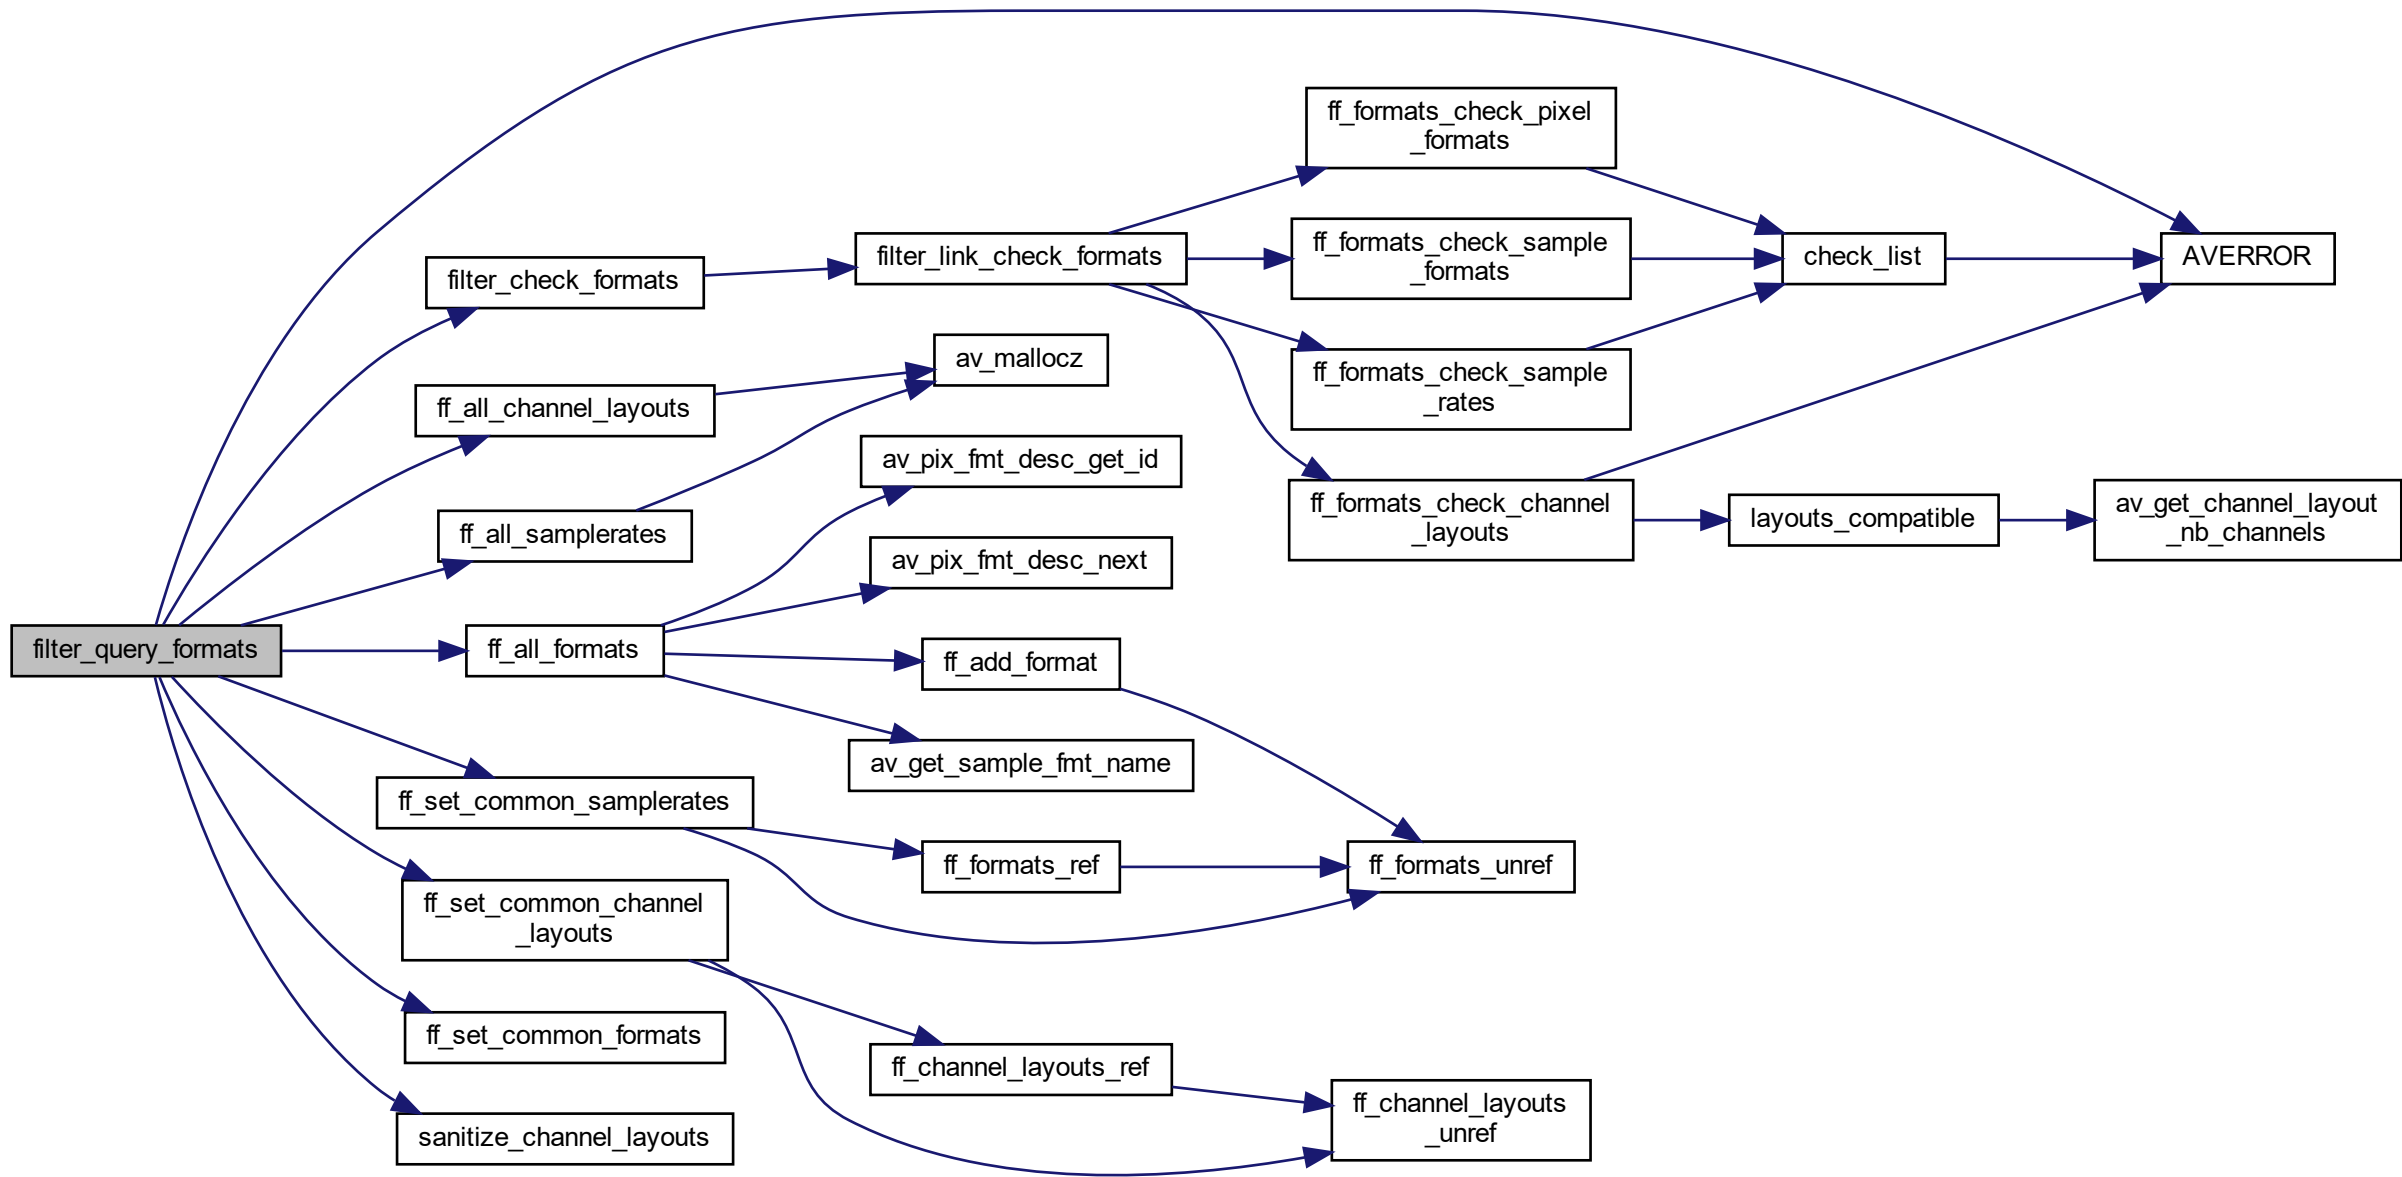 ff_formats_check_pixel
_formats
filter_link_check_formats
ff_formats_check_sample
_formats
check_list
AVERROR
filter_check_formats
av_mallocz
ff_formats_check_sample
_rates
ff_all_channel_layouts
av_pix_fmt_desc_get_id
ff_formats_check_channel
_layouts
layouts_compatible
av_get_channel_layout
_nb_channels
ff_all_samplerates
av_pix_fmt_desc_next
filter_query_formats
ff_all_formats
ff_add_format
av_get_sample_fmt_name
ff_set_common_samplerates
ff_formats_ref
ff_formats_unref
ff_set_common_channel
_layouts
ff_set_common_formats
ff_channel_layouts_ref
ff_channel_layouts
_unref
sanitize_channel_layouts